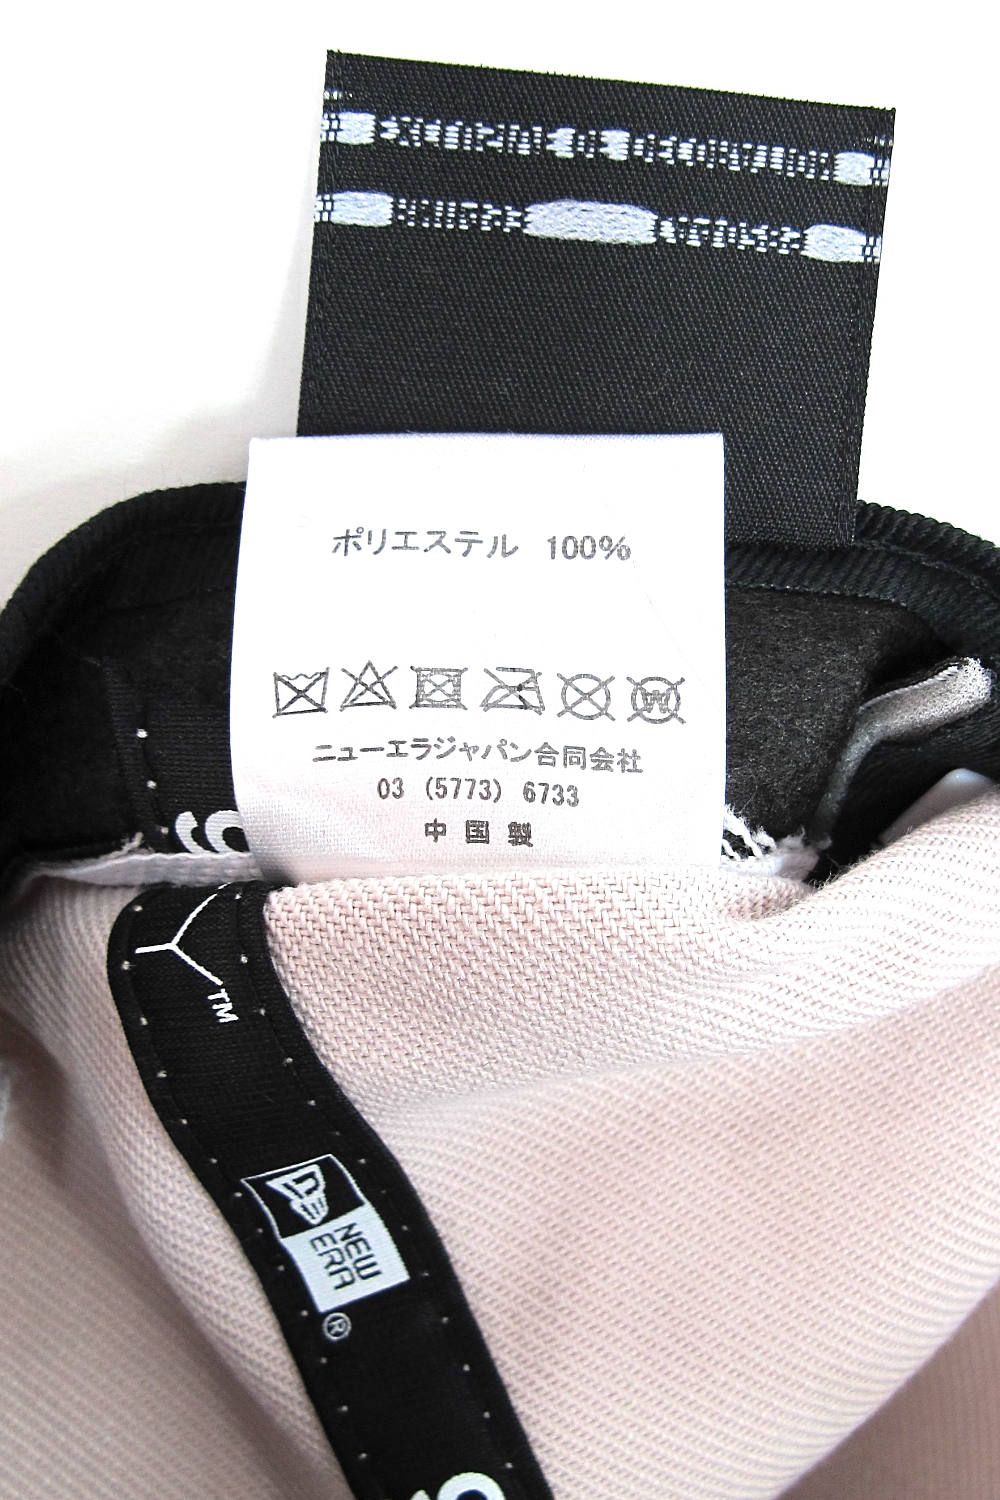 ポリエステル 100%
W
ニューエラジャパン合同会社
03 (5773) 6733
中国製
TM
NEW
ERA
®